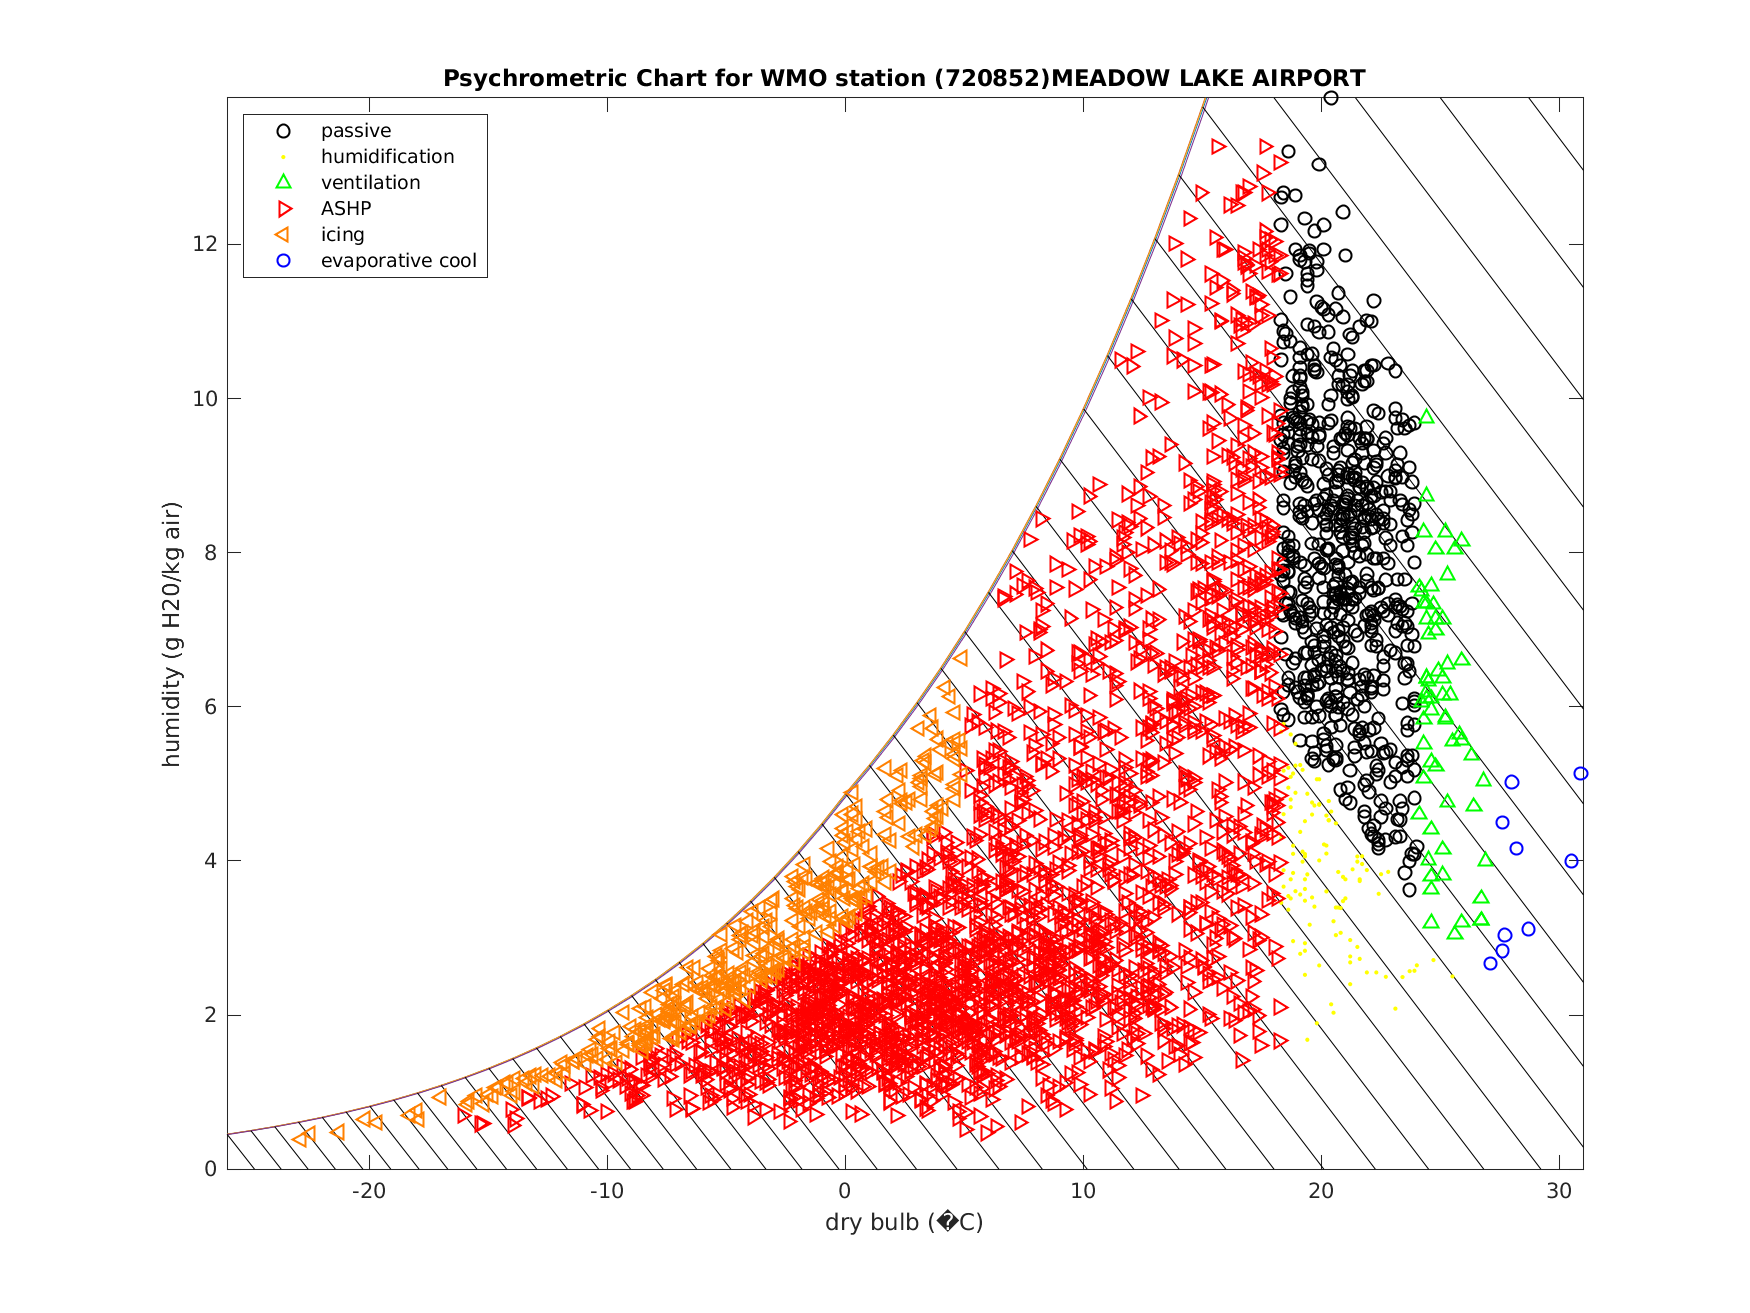 Psychrometric Chart for WMO station (720852)MEADOW LAKE AIRPORT
passive
humidification
ventilation
ASHP
icing
evaporative cool
humidity (g H20/kg air)
12
10
8
6
4
2
0
-20 -10 0 10 20 30
dry bulb (�C)